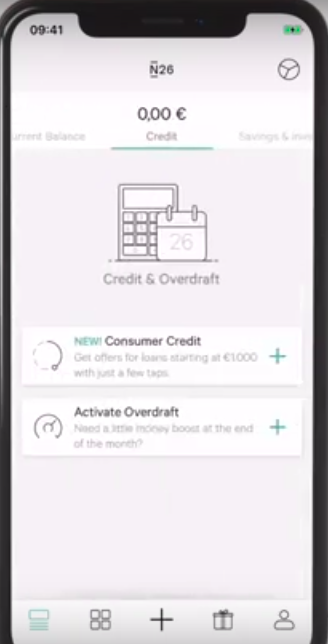 09:41
N26
0,00 €
urrent Balance Credit Savings & inve
26
Credit & Overdraft
NEW! Consumer Credit
Get offers for loans starting at €1.000
with just a few taps.
Activate Overdraft
Need a little money boost at the end
of the month?